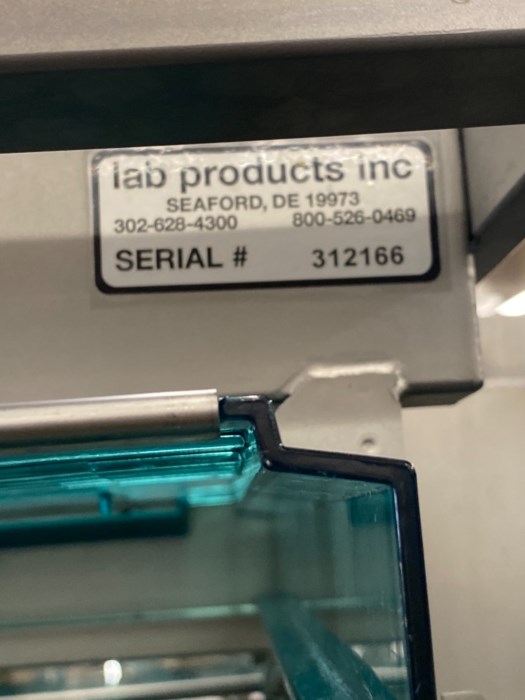 lab products inc
SEAFORD, DE 19973
302-628-4300 800-526-0469
SERIAL # 312166